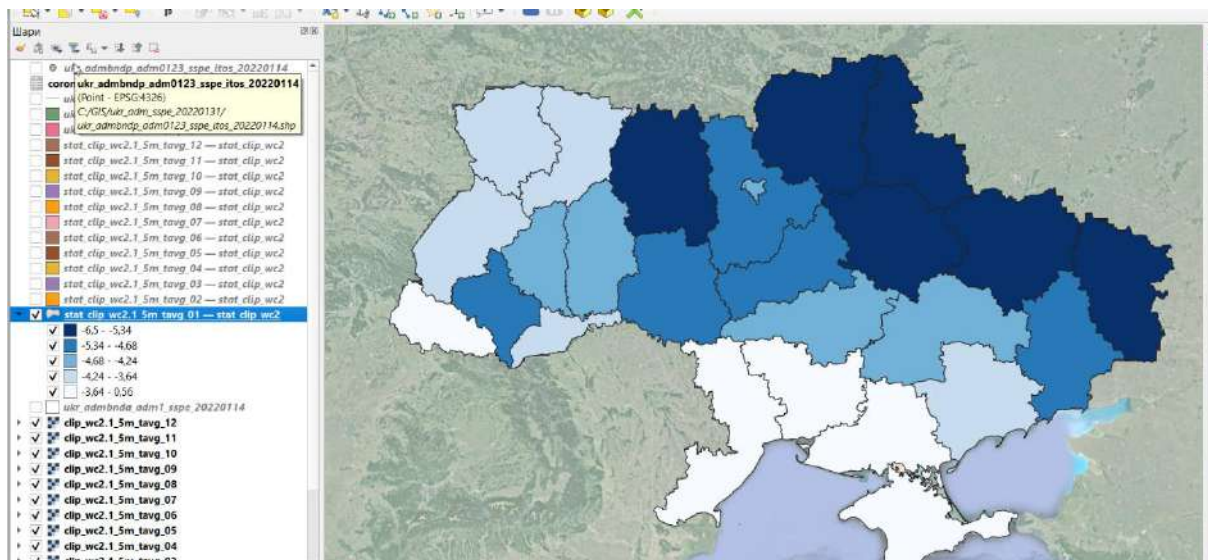 Шари
ukr_admbndp_adm0123_sspe_itos_20220114
coron
ukr_admbndp_adm0123_sspe_itos_20220114
(Point - EPSG:4326)
C:/GIS/ukr_adm_sspe_20220131/
ukr_admbndp_adm0123_sspe_itos_20220114.shp
stat_clip_wc2.1_5m_tavg_12 — stat_clip_wc2
stat_clip_wc2.1_5m_tavg_11 — stat_clip_wc2
stat_clip_wc2.1_5m_tavg_10 — stat_clip_wc2
stat_clip_wc2.1_5m_tavg_09 — stat_clip_wc2
stat_clip_wc2.1_5m_tavg_08 — stat_clip_wc2
stat_clip_wc2.1_5m_tavg_07 — stat_clip_wc2
stat_clip_wc2.1_5m_tavg_06 — stat_clip_wc2
stat_clip_wc2.1_5m_tavg_05 — stat_clip_wc2
stat_clip_wc2.1_5m_tavg_04 — stat_clip_wc2
stat_clip_wc2.1_5m_tavg_03 — stat_clip_wc2
stat_clip_wc2.1_5m_tavg_02 — stat_clip_wc2
stat_clip_wc2.1_5m_tavg_01 — stat_clip_wc2
-6,5 - -5,34
-5,34 - -4,68
-4,68 - -4,24
-4,24 - -3,64
-3,64 - 0,56
ukr_admbnda_adm1_sspe_20220114
clip_wc2.1_5m_tavg_12
clip_wc2.1_5m_tavg_11
clip_wc2.1_5m_tavg_10
clip_wc2.1_5m_tavg_09
clip_wc2.1_5m_tavg_08
clip_wc2.1_5m_tavg_07
clip_wc2.1_5m_tavg_06
clip_wc2.1_5m_tavg_05
clip_wc2.1_5m_tavg_04